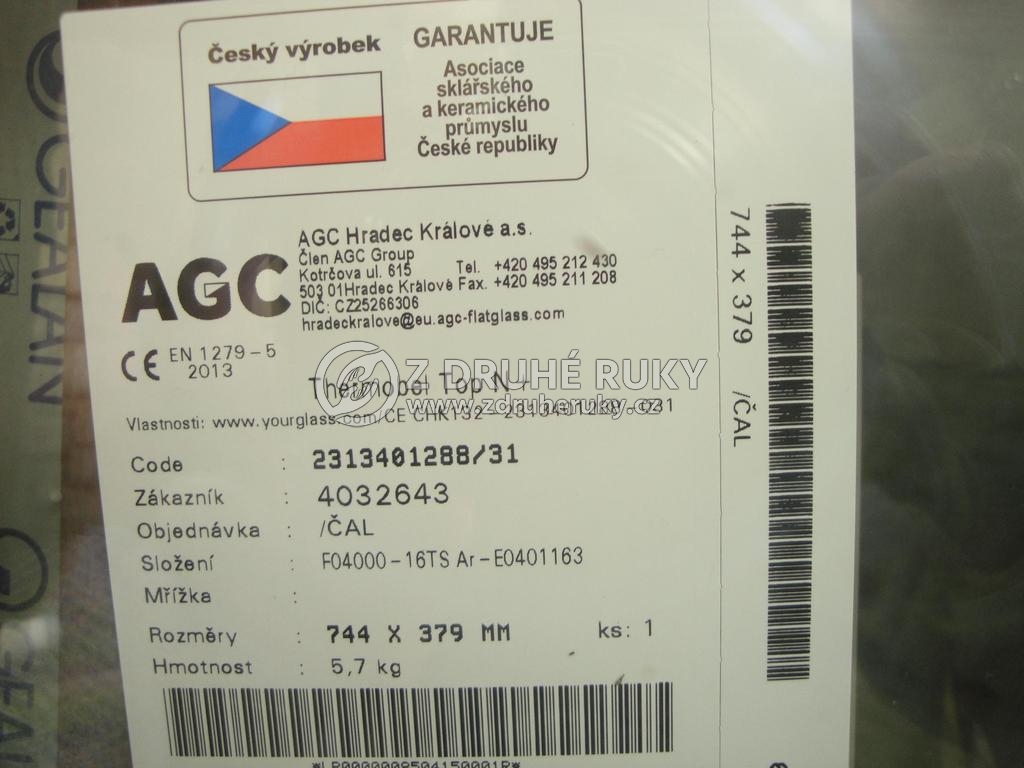 Český výrobek
GARANTUJE
Asociace
sklářského
a keramického
průmyslu
České republiky
AGC
AGC Hradec Králové a.s.
Člen AGC Group
Kotrčova ul. 615 Tel. +420 495 212 430
503 01Hradec Králové Fax. +420 495 211 208
DIČ: CZ25266306
hradeckralove@eu.agc-flatglass.com
CE EN 1279-5
2013
Thermobel Top N+
Z DRUHÉ RUKY
www.zdruheruky.cz
Vlastnosti: www.yourglass.com/CE
Code : 2313401288/31
Zákazník : 4032643
Objednávka : /ČAL
Složení : F04000-16TS Ar-E0401163
Mřížka :
Rozměry : 744 X 379 MM ks: 1
Hmotnost : 5,7 kg
744 x 379 /ČAL
GEALAN
GEALAN